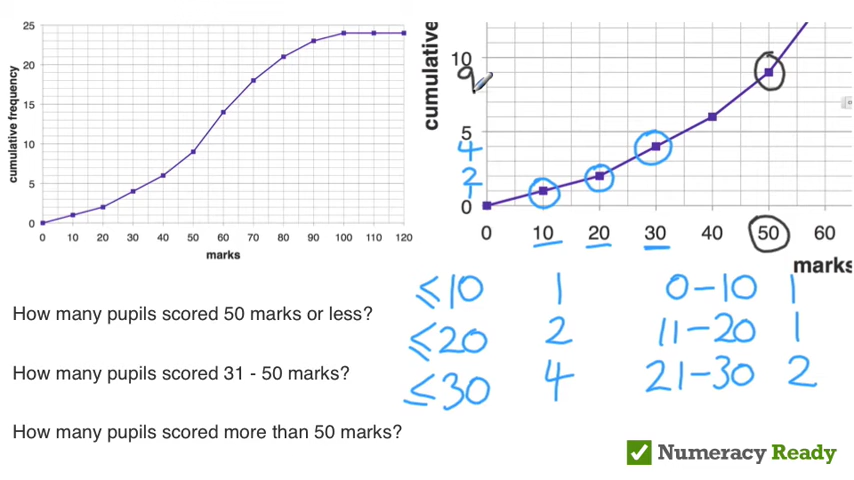 25
20
15
10
5
0
cumulative frequency
0 10 20 30 40 50 60 70 80 90 100 110 120
marks
cumulative
10
9
5
4
2
1
0
0 10 20 30 40 50 60
marks
≤10 1 0-10 1
≤20 2 11-20 1
≤30 4 21-30 2
How many pupils scored 50 marks or less?
How many pupils scored 31 - 50 marks?
How many pupils scored more than 50 marks?
Numeracy Ready